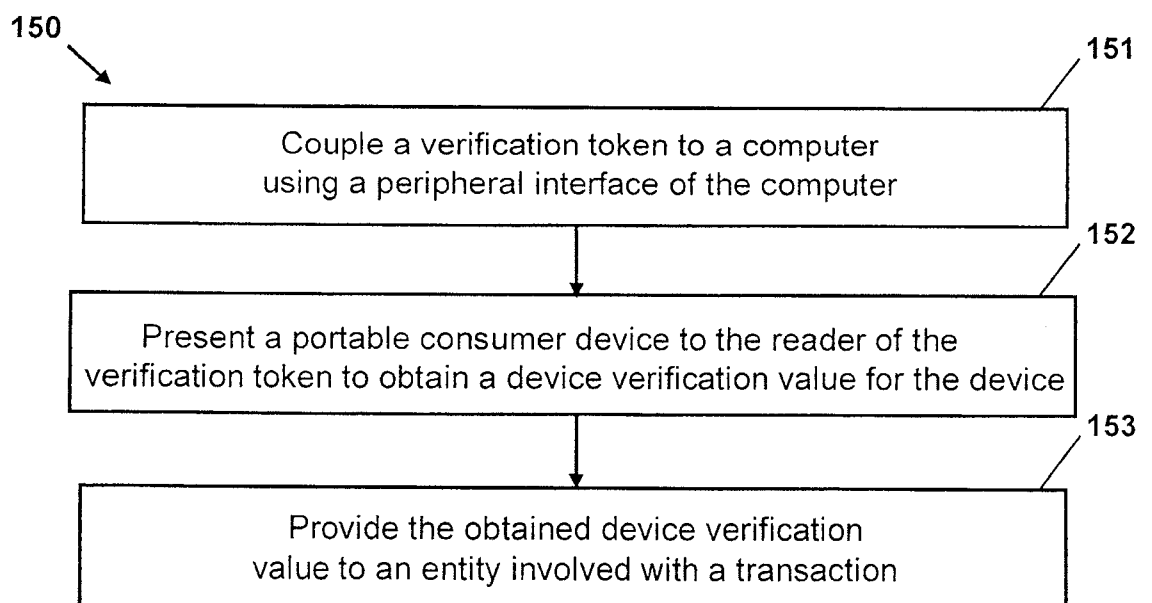 150
151
Couple a verification token to a computer
using a peripheral interface of the computer
152
Present a portable consumer device to the reader of the
verification token to obtain a device verification value for the device
153
Provide the obtained device verification
value to an entity involved with a transaction